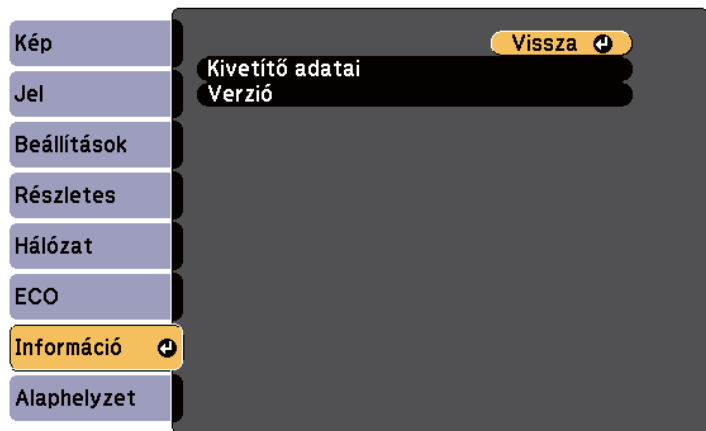 Kép
Jel
Beállítások
Részletes
Hálózat
ECO
Információ
Alaphelyzet
Vissza
Kivetítő adatai
Verzió